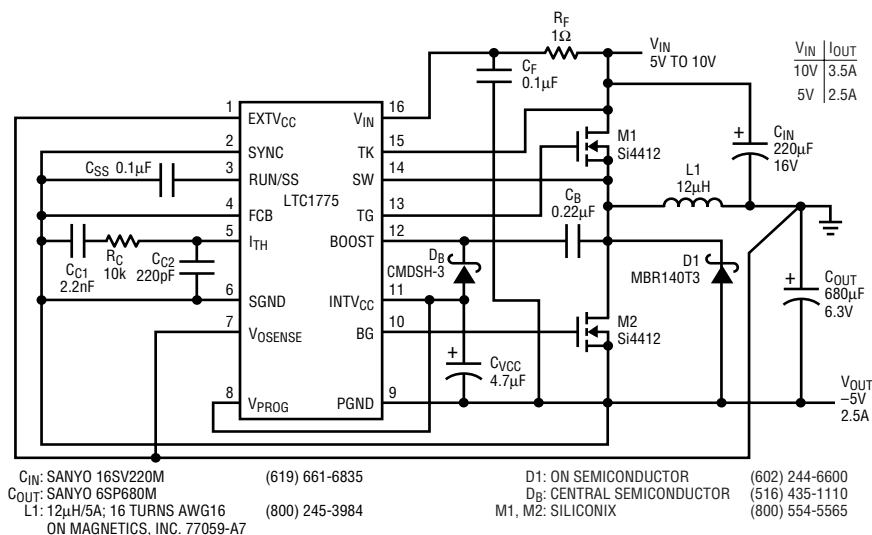 RF
1Ω
VIN
5V TO 10V
VIN IOUT
10V 3.5A
5V 2.5A
CF
0.1µF
1 EXTVCC
2 SYNC
3 RUN/SS
4 FCB
5 ITH
6 SGND
7 VOSENSE
8 VPROG
LTC1775
16 VIN
15 TK
14 SW
13 TG
12 BOOST
11 INTVCC
10 BG
9 PGND
CSS 0.1µF
CC1
2.2nF
RC
10k
CC2
220pF
M1
Si4412
+
CIN
220µF
16V
L1
12µH
CB
0.22µF
DB
CMDSH-3
D1
MBR140T3
+
COUT
680µF
6.3V
M2
Si4412
+
CVCC
4.7µF
VOUT
–5V
2.5A
CIN: SANYO 16SV220M (619) 661-6835
COUT: SANYO 6SP680M
L1: 12µH/5A; 16 TURNS AWG16 (800) 245-3984
ON MAGNETICS, INC. 77059-A7
D1: ON SEMICONDUCTOR (602) 244-6600
DB: CENTRAL SEMICONDUCTOR (516) 435-1110
M1, M2: SILICONIX (800) 554-5565